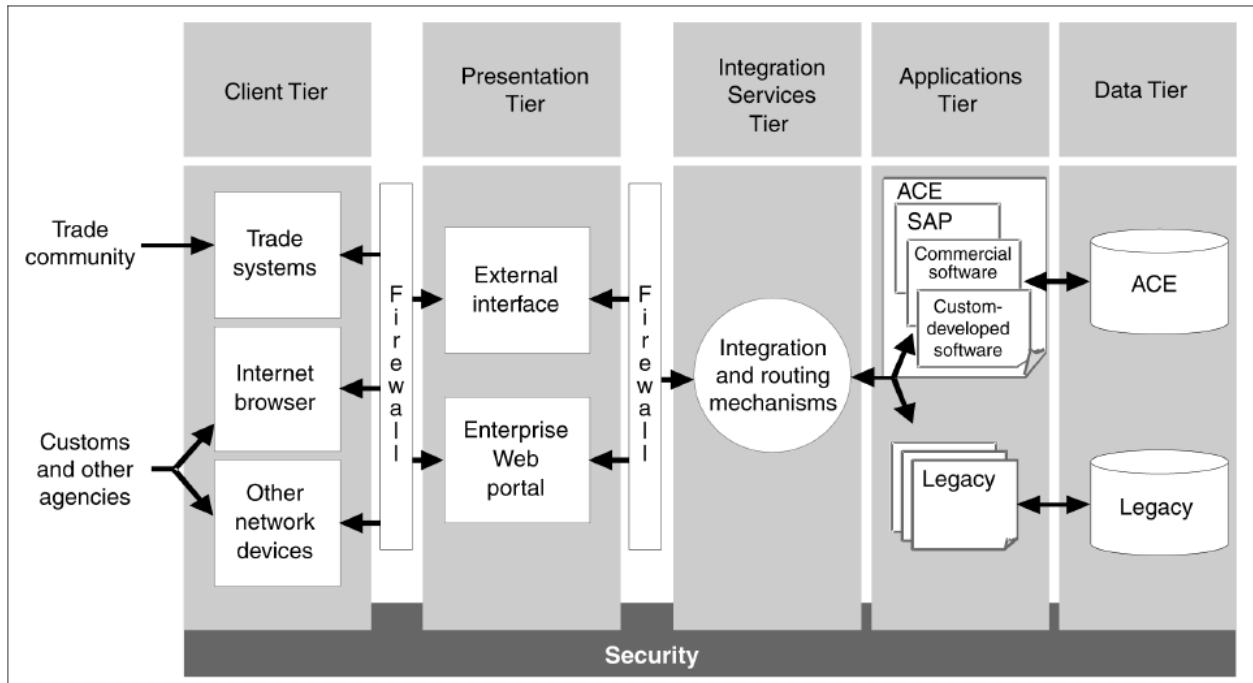 Client Tier
Presentation
Tier
Integration
Services
Tier
Applications
Tier
Data Tier
Trade
community
Customs
and other
agencies
Trade
systems
Internet
browser
Other
network
devices
Firewall
External
interface
Enterprise
Web
portal
Firewall
Integration
and routing
mechanisms
ACE
SAP
Commercial
software
Custom-
developed
software
Legacy
ACE
Legacy
Security